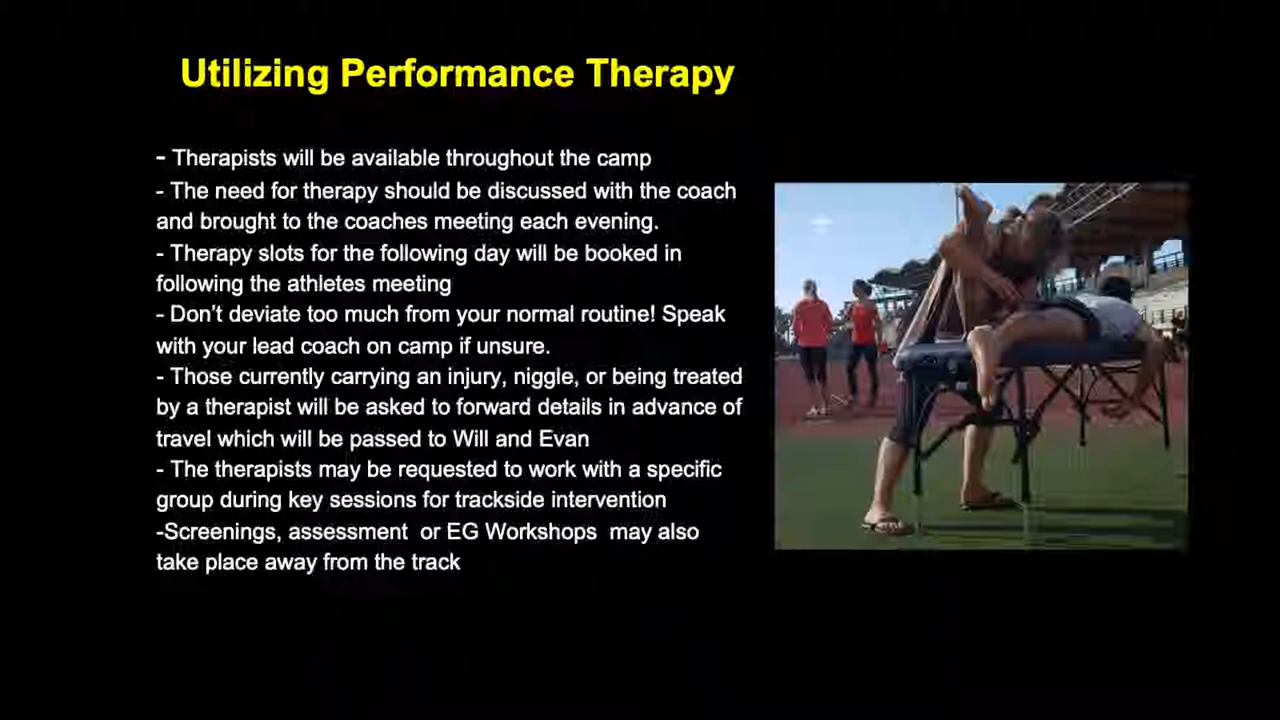 Utilizing Performance Therapy
- Therapists will be available throughout the camp
- The need for therapy should be discussed with the coach
and brought to the coaches meeting each evening.
- Therapy slots for the following day will be booked in
following the athletes meeting
- Don't deviate too much from your normal routine! Speak
with your lead coach on camp if unsure.
- Those currently carrying an injury, niggle, or being treated
by a therapist will be asked to forward details in advance of
travel which will be passed to Will and Evan
- The therapists may be requested to work with a specific
group during key sessions for trackside intervention
-Screenings, assessment  or EG Workshops  may also
take place away from the track